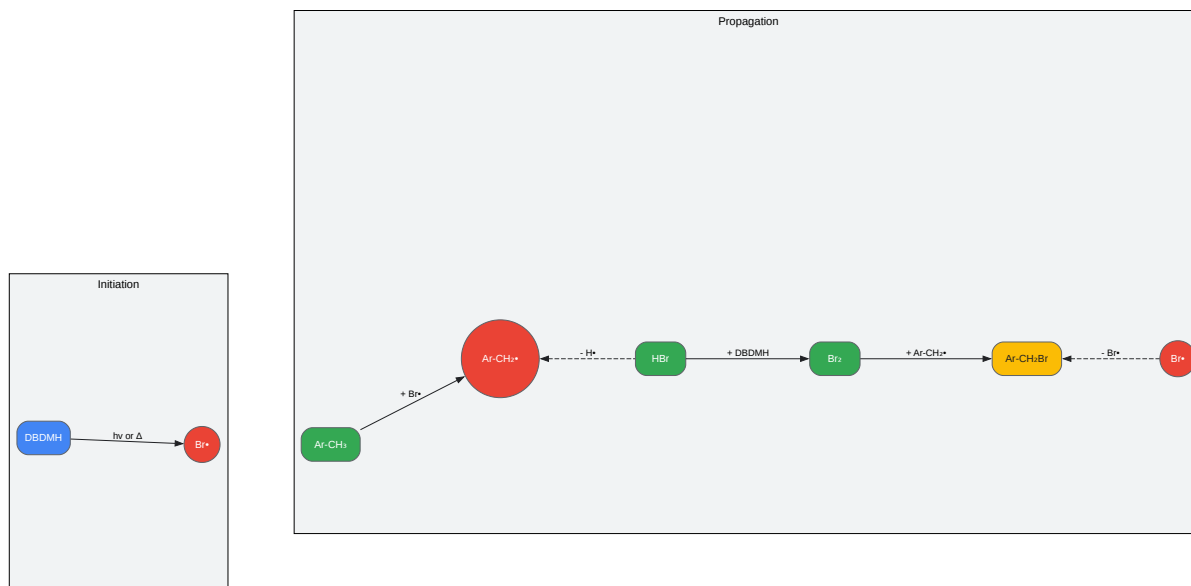 Propagation
Initiation
DBDMH
hv or Δ
Br•
Ar-CH₃
+ Br•
Ar-CH₂•
- H•
HBr
+ DBDMH
Br₂
+ Ar-CH₂•
Ar-CH₂Br
- Br•
Br•